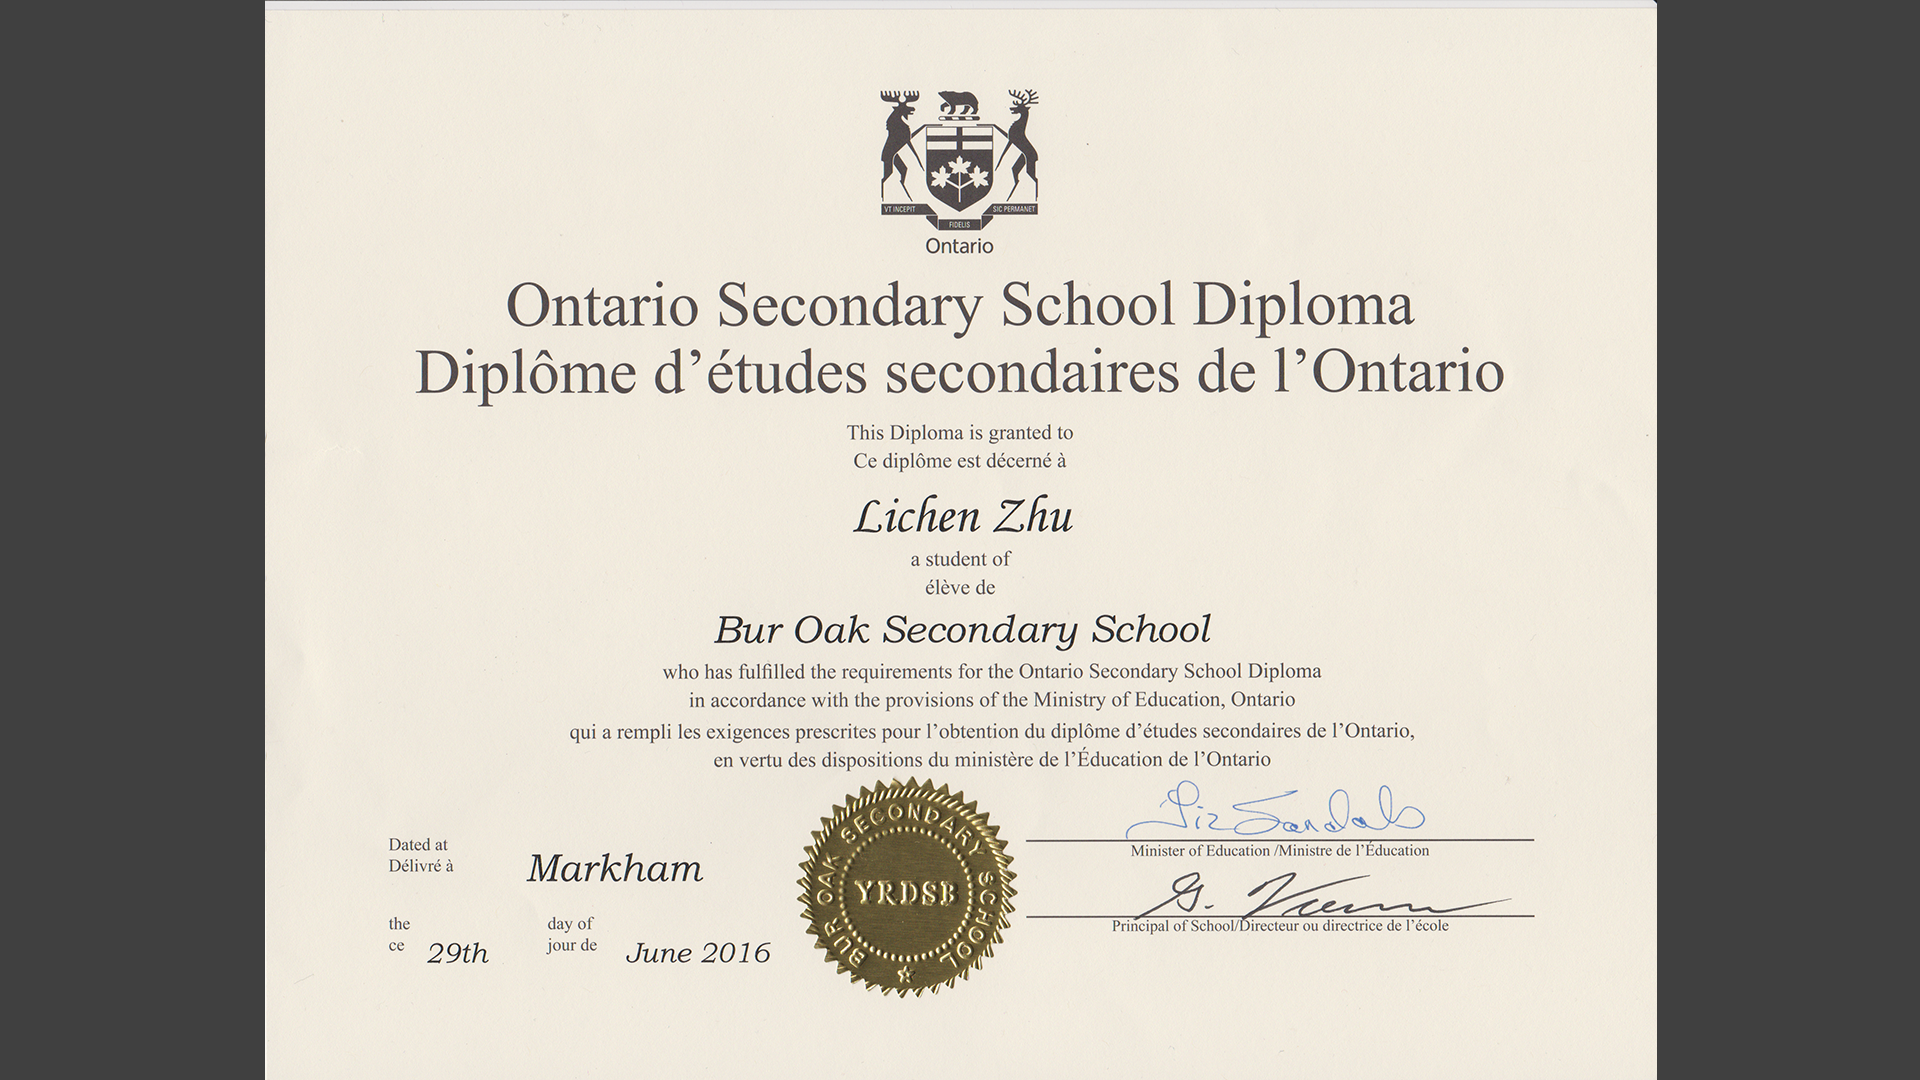 VT INCEPIT SIC PERMANET
FIDELIS
Ontario
Ontario Secondary School Diploma
Diplôme d’études secondaires de l’Ontario
This Diploma is granted to
Ce diplôme est décerné à
Lichen Zhu
a student of
élève de
Bur Oak Secondary School
who has fulfilled the requirements for the Ontario Secondary School Diploma
in accordance with the provisions of the Ministry of Education, Ontario
qui a rempli les exigences prescrites pour l’obtention du diplôme d’études secondaires de l’Ontario,
en vertu des dispositions du ministère de l’Éducation de l’Ontario
Liz Sandals
Minister of Education /Ministre de l’Éducation
Dated at
Délivré à
Markham
BUR OAK SECONDARY SCHOOL
YRDSB
G.
Principal of School/Directeur ou directrice de l’école
the
ce
29th
day of
jour de
June 2016